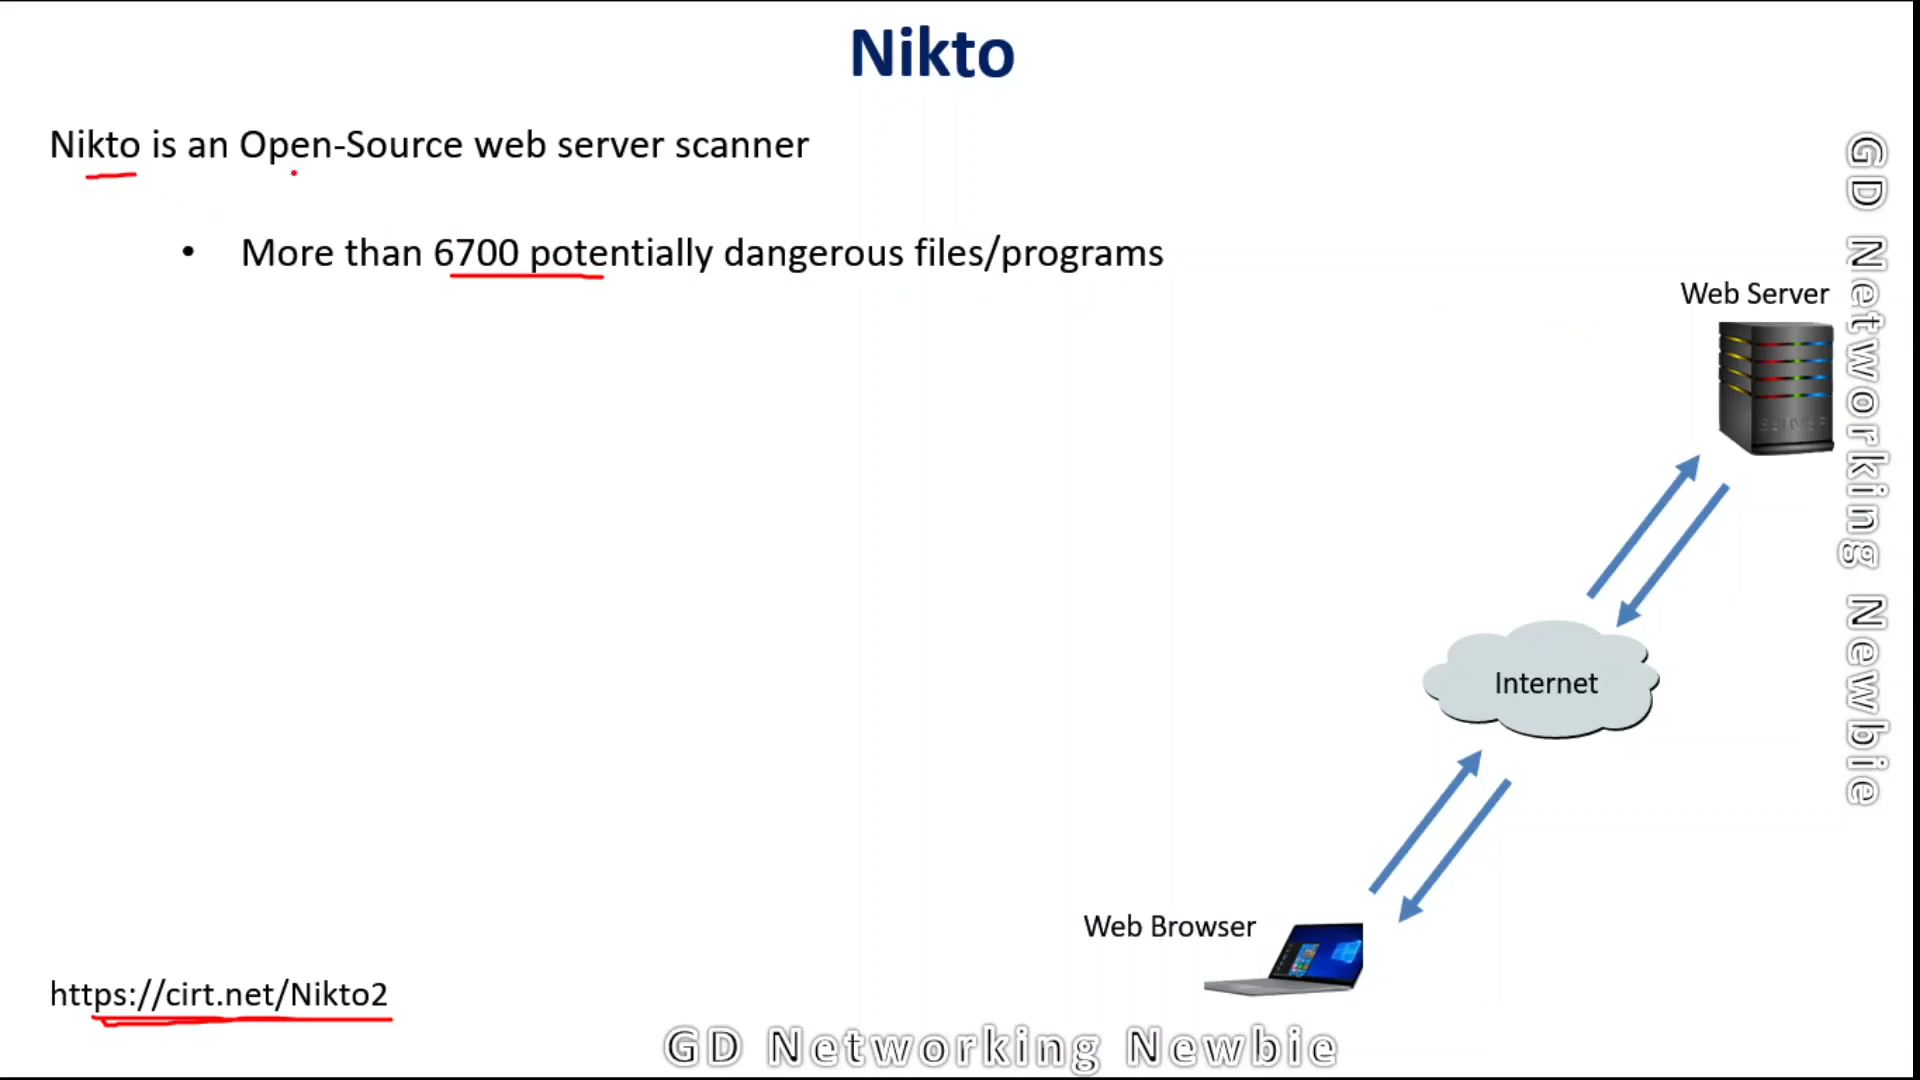 Nikto
Nikto is an Open-Source web server scanner
• More than 6700 potentially dangerous files/programs
Web Server
SERVER
Internet
Web Browser
https://cirt.net/Nikto2
GD Networking Newbie
GD Networking Newbie